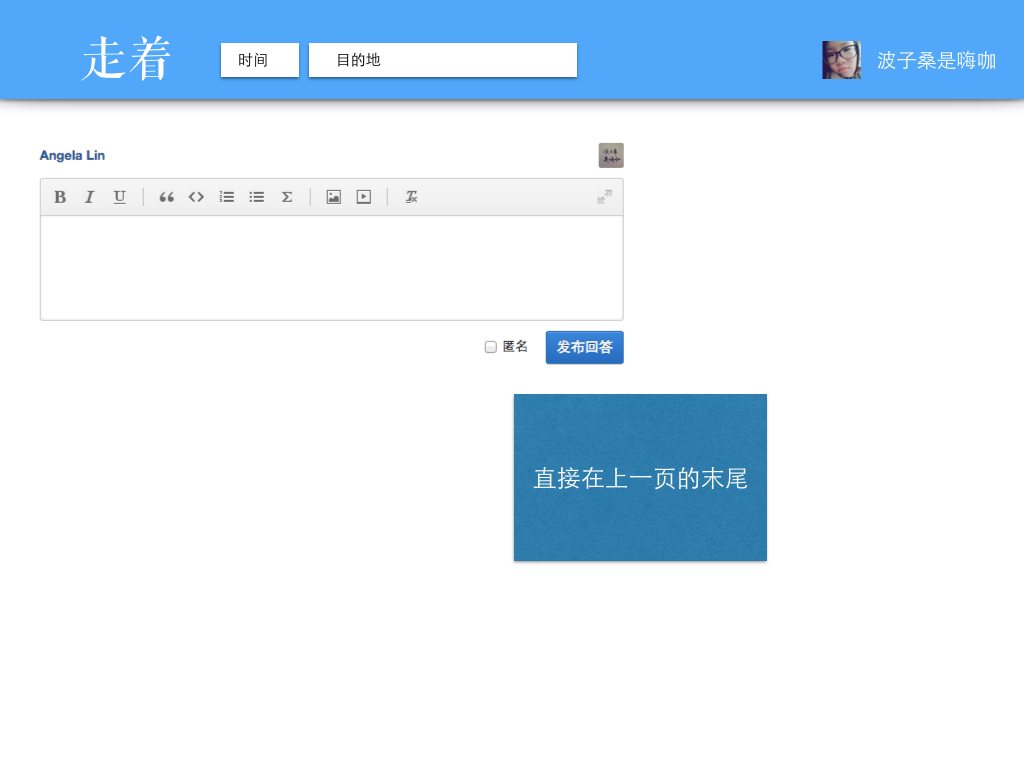 走着
时间
目的地
波子桑是嗨咖
Angela Lin
B I U
匿名
发布回答
直接在上一页的末尾